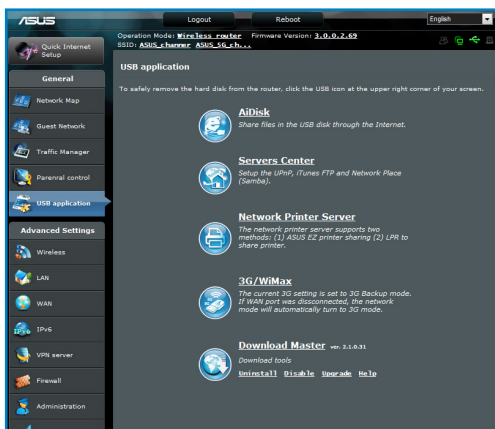 ASUS
Logout
Reboot
English
Quick Internet
Setup
Operation Mode: Wireless router Firmware Version: 3.0.0.2.69
SSID: ASUS_channer ASUS_5G_ch...
General
Network Map
Guest Network
Traffic Manager
Parenral control
USB application
Advanced Settings
Wireless
LAN
WAN
IPv6
VPN server
Firewall
Administration
USB application
To safely remove the hard disk from the router, click the USB icon at the upper right corner of your screen.
AiDisk
Share files in the USB disk through the Internet.
Servers Center
Setup the UPnP, iTunes FTP and Network Place
(Samba).
Network Printer Server
The network printer server supports two
methods: (1) ASUS EZ printer sharing (2) LPR to
share printer.
3G/WiMax
The current 3G setting is set to 3G Backup mode.
If WAN port was dissconnected, the network
mode will automatically turn to 3G mode.
Download Master ver. 2.1.0.31
Download tools
Uninstall Disable Upgrade Help